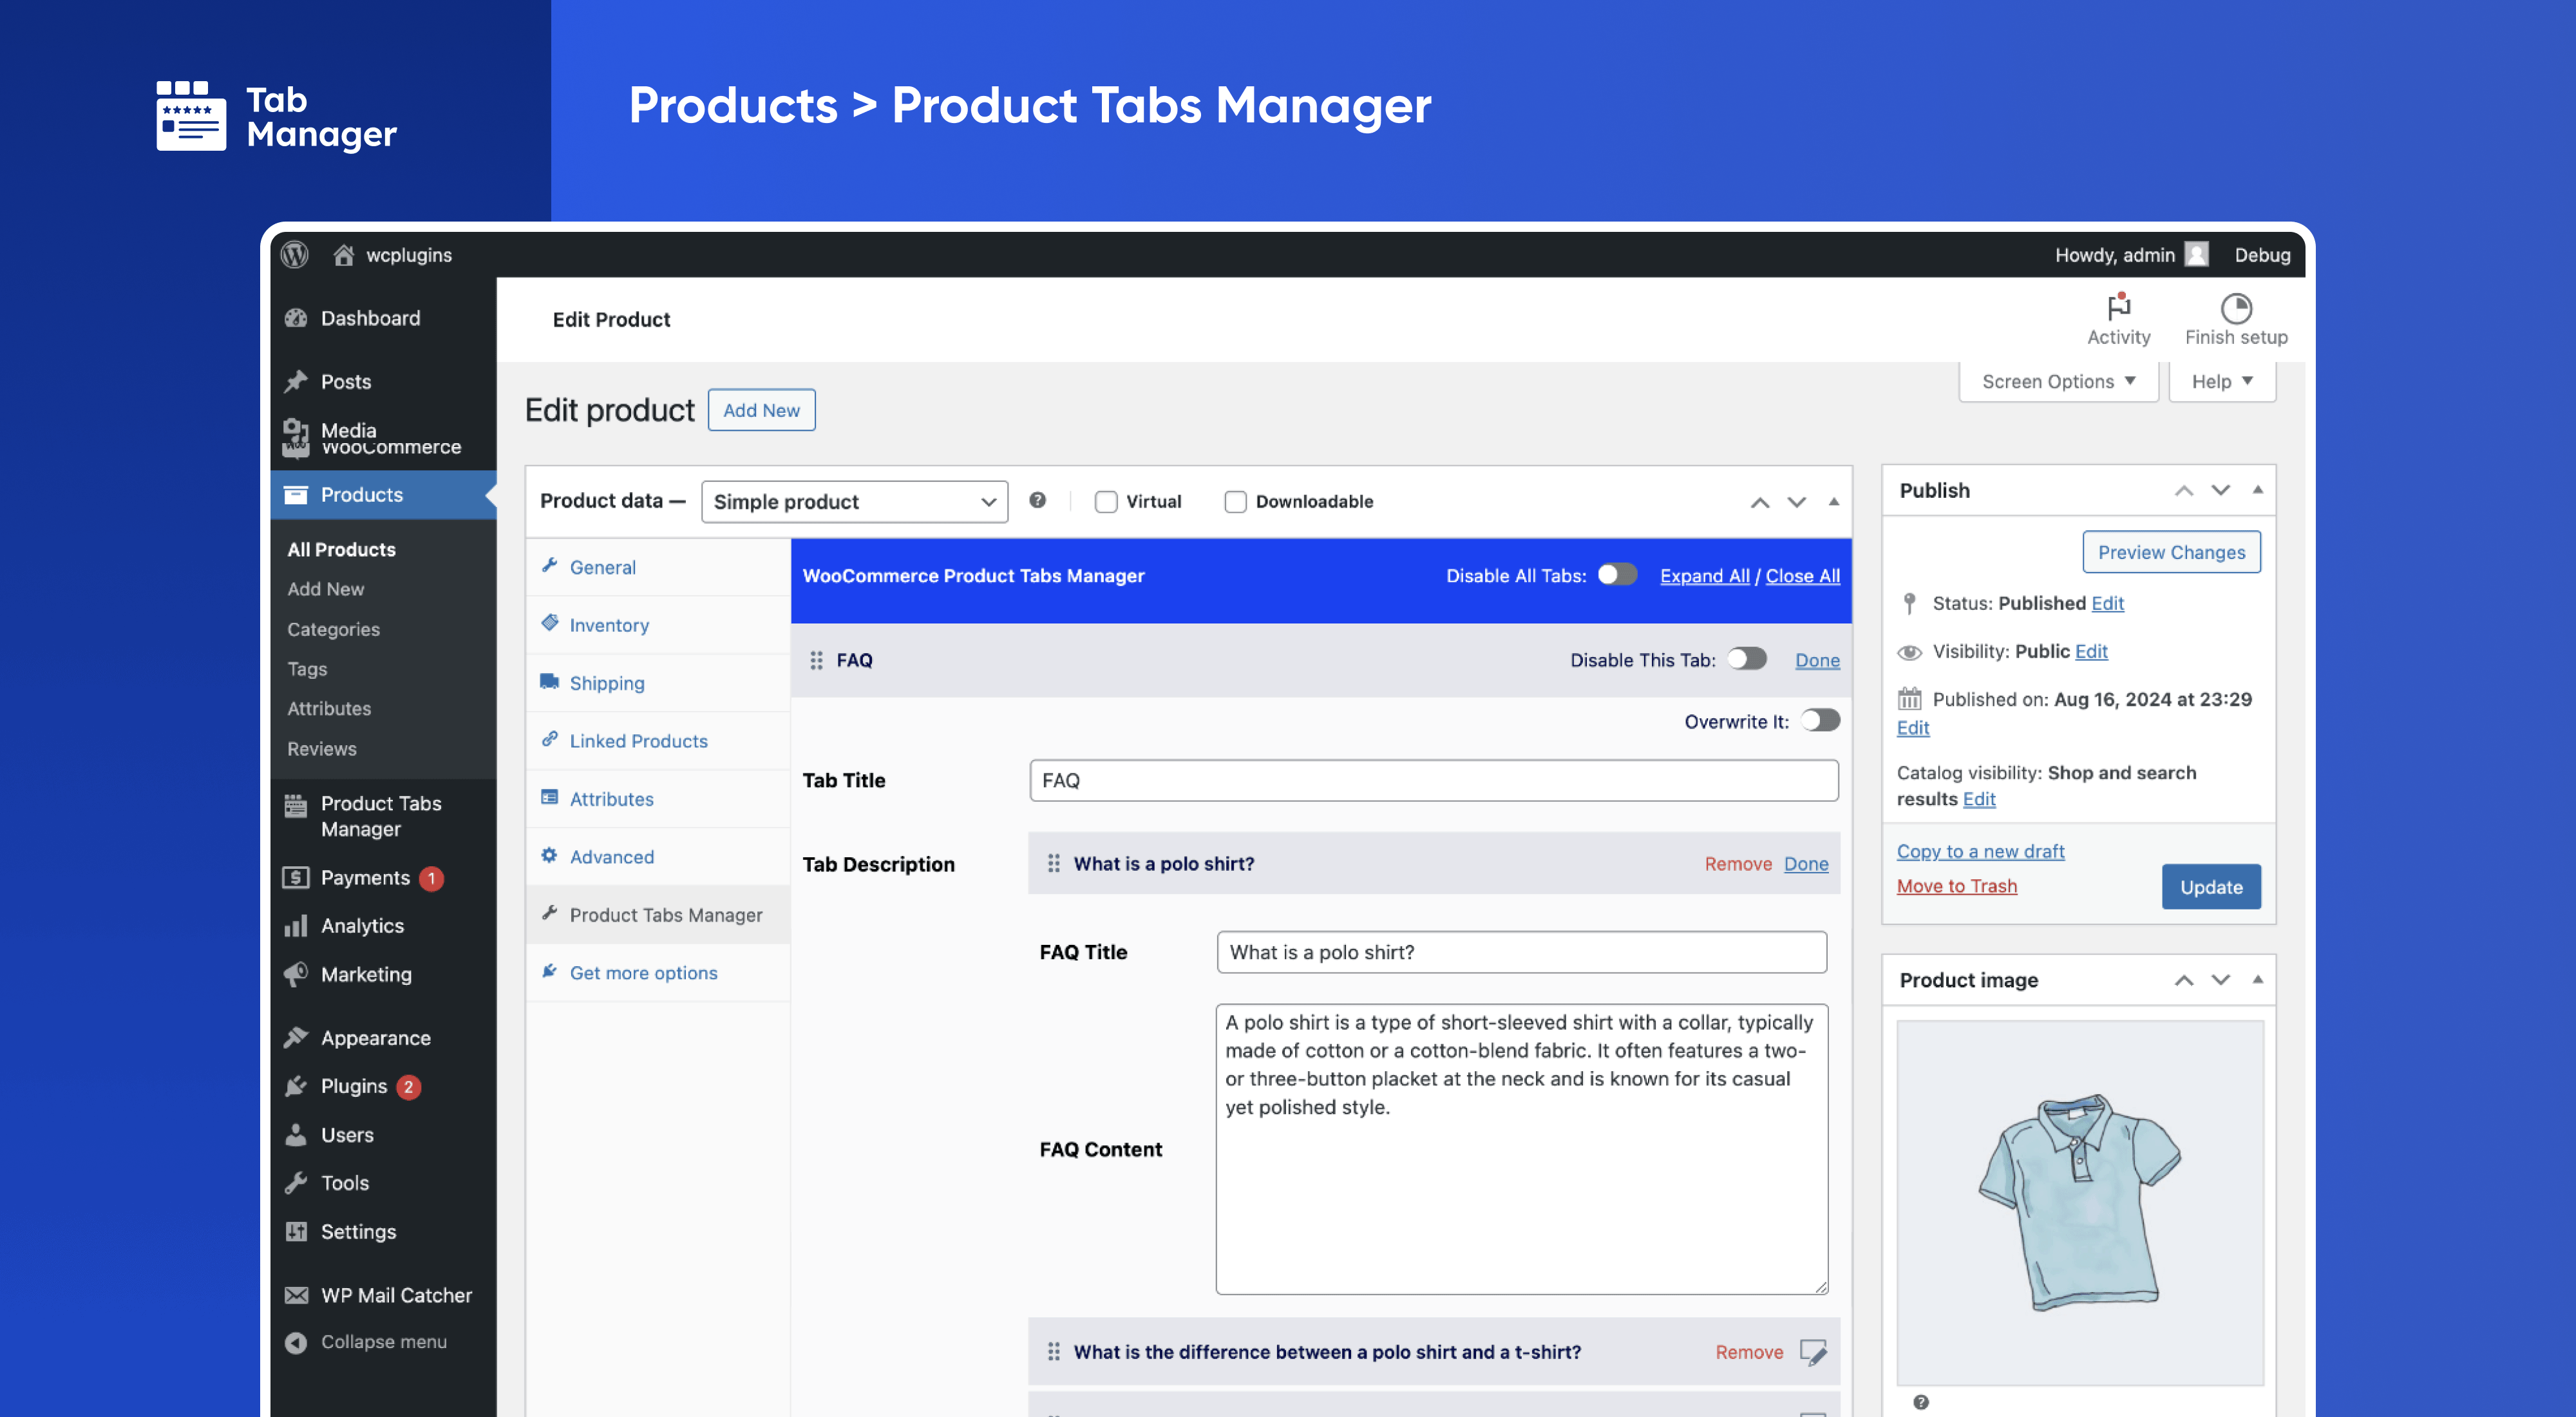 Tab
Manager
Products > Product Tabs Manager
wcplugins
Howdy, admin
Debug
Dashboard
Posts
Media
WooCommerce
Products
All Products
Add New
Categories
Tags
Attributes
Reviews
Product Tabs
Manager
Payments 1
Analytics
Marketing
Appearance
Plugins 2
Users
Tools
Settings
WP Mail Catcher
Collapse menu
Edit Product
Activity
Finish setup
Screen Options
Help
Edit product
Add New
Product data —
Simple product
Virtual
Downloadable
General
Inventory
Shipping
Linked Products
Attributes
Advanced
Product Tabs Manager
Get more options
WooCommerce Product Tabs Manager
Disable All Tabs:
Expand All / Close All
FAQ
Disable This Tab:
Done
Overwrite It:
Tab Title
FAQ
Tab Description
What is a polo shirt?
Remove
Done
FAQ Title
What is a polo shirt?
FAQ Content
A polo shirt is a type of short-sleeved shirt with a collar, typically
made of cotton or a cotton-blend fabric. It often features a two-
or three-button placket at the neck and is known for its casual
yet polished style.
What is the difference between a polo shirt and a t-shirt?
Remove
Publish
Preview Changes
Status: Published Edit
Visibility: Public Edit
Published on: Aug 16, 2024 at 23:29
Edit
Catalog visibility: Shop and search
results Edit
Copy to a new draft
Move to Trash
Update
Product image